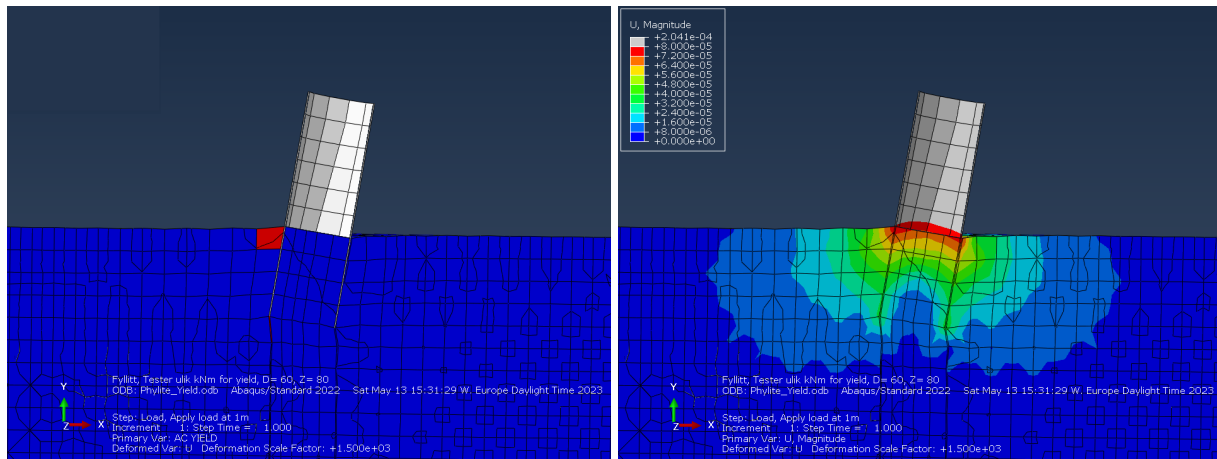 Fyllitt, Tester ulik kNm for yield, D= 60, Z= 80
ODB: Phylite_Yield.odb    Abaqus/Standard 2022    Sat May 13 15:31:29 W. Europe Daylight Time 2023
Y
Z
X
Step: Load, Apply load at 1m
Increment    1: Step Time =    1.000
Primary Var: AC YIELD
Deformed Var: U   Deformation Scale Factor: +1.500e+03
U, Magnitude
+2.041e-04
+8.000e-05
+7.200e-05
+6.400e-05
+5.600e-05
+4.800e-05
+4.000e-05
+3.200e-05
+2.400e-05
+1.600e-05
+8.000e-06
+0.000e+00
Fyllitt, Tester ulik kNm for yield, D= 60, Z= 80
ODB: Phylite_Yield.odb    Abaqus/Standard 2022    Sat May 13 15:31:29 W. Europe Daylight Time 2023
Y
Z
X
Step: Load, Apply load at 1m
Increment    1: Step Time =    1.000
Primary Var: U, Magnitude
Deformed Var: U   Deformation Scale Factor: +1.500e+03